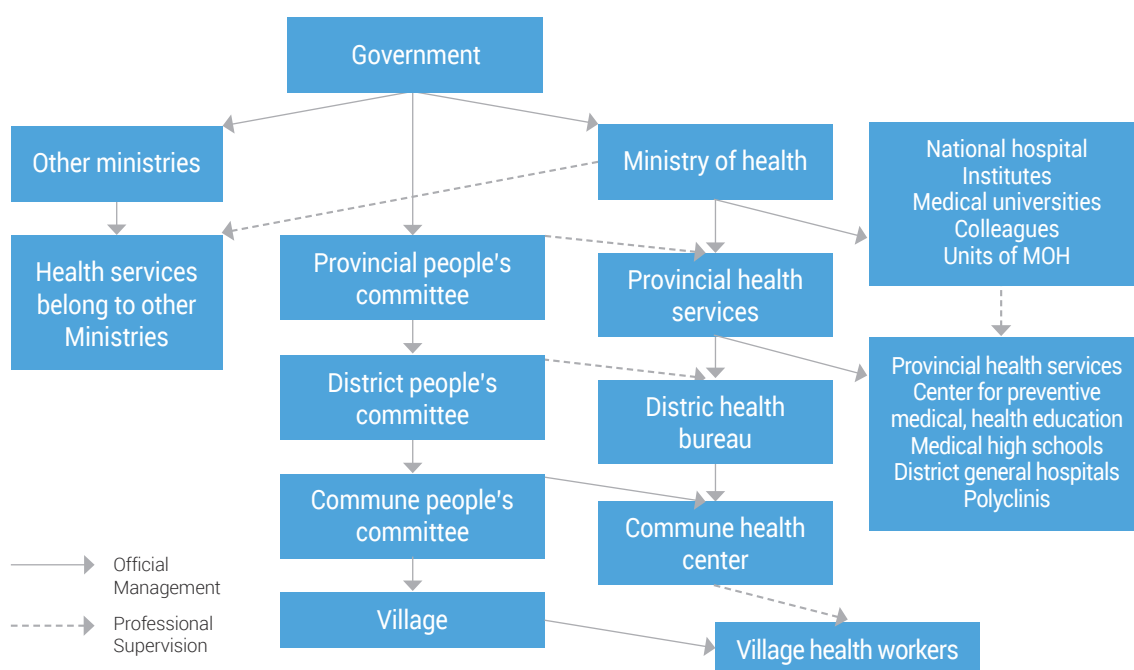 Government
Other ministries
Ministry of health
National hospital
Institutes
Medical universities
Colleagues
Units of MOH
Health services
belong to other
Ministries
Provincial people's
committee
Provincial health
services
District people's
committee
Distric health
bureau
Provincial health services
Center for preventive
medical, health education
Medical high schools
District general hospitals
Polyclinis
Commune people's
committee
Commune health
center
Village
Village health workers
Official
Management
Professional
Supervision